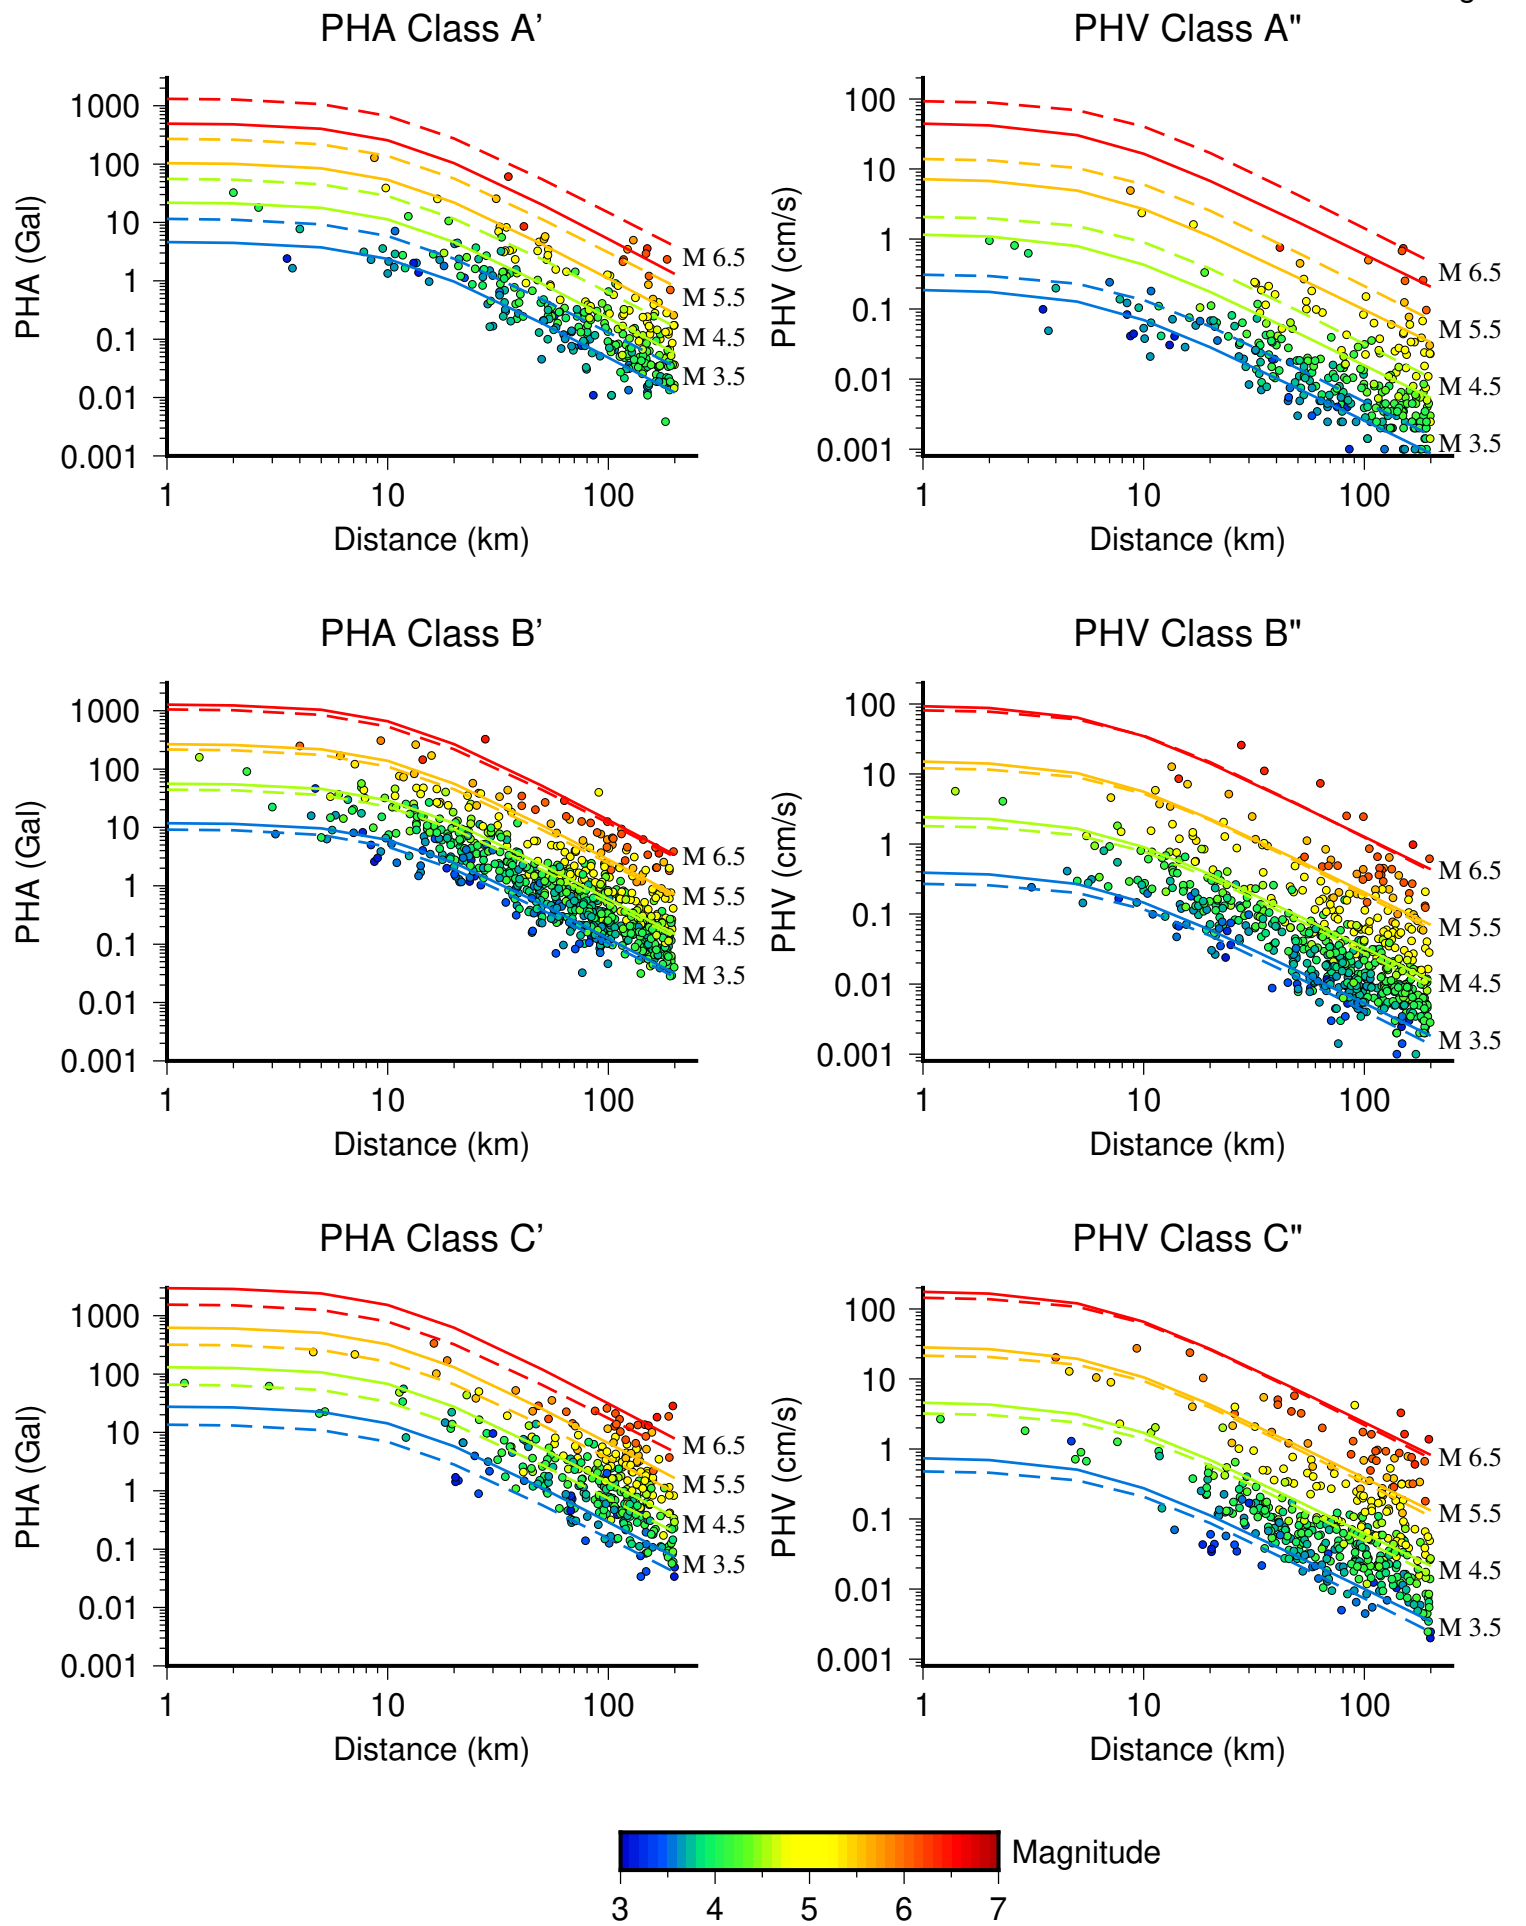 PHA Class A’
PHA (Gal)
1000
100
10
1
0.1
0.01
0.001
1 10 100
Distance (km)
M 6.5
M 5.5
M 4.5
M 3.5
PHV Class A"
PHV (cm/s)
100
10
1
0.1
0.01
0.001
1 10 100
Distance (km)
M 6.5
M 5.5
M 4.5
M 3.5
PHA Class B’
PHA (Gal)
1000
100
10
1
0.1
0.01
0.001
1 10 100
Distance (km)
M 6.5
M 5.5
M 4.5
M 3.5
PHV Class B"
PHV (cm/s)
100
10
1
0.1
0.01
0.001
1 10 100
Distance (km)
M 6.5
M 5.5
M 4.5
M 3.5
PHA Class C’
PHA (Gal)
1000
100
10
1
0.1
0.01
0.001
1 10 100
Distance (km)
M 6.5
M 5.5
M 4.5
M 3.5
PHV Class C"
PHV (cm/s)
100
10
1
0.1
0.01
0.001
1 10 100
Distance (km)
M 6.5
M 5.5
M 4.5
M 3.5
Magnitude
3 4 5 6 7